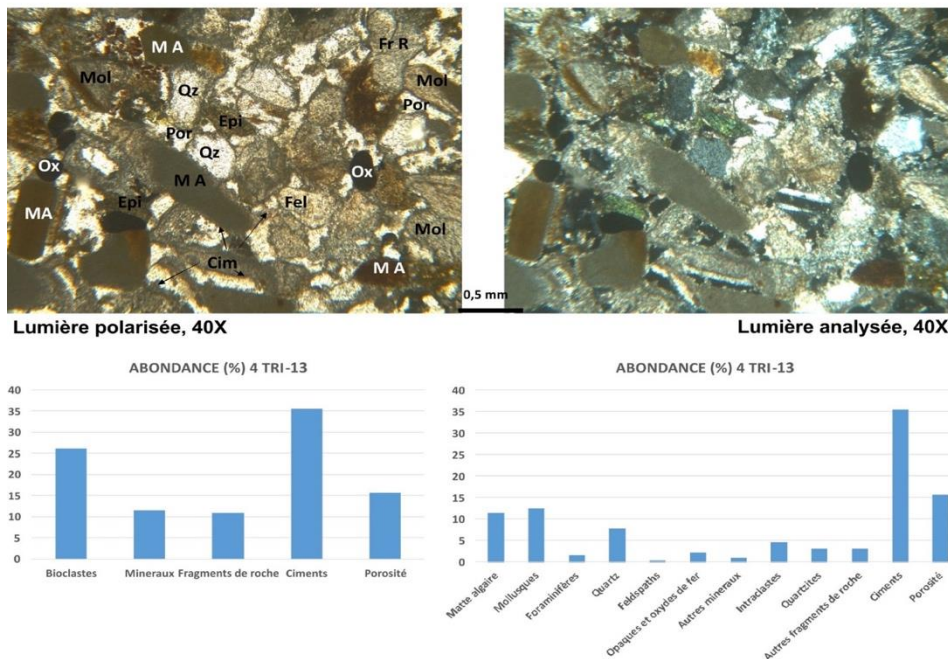 M A
Fr R
Mol
Mol
Qz
Por
Epi
Por
Qz
Ox
Ox
M A
MA
Epi
Fel
Mol
Cim
M A
0,5 mm
Lumière polarisée, 40X
Lumière analysée, 40X
ABONDANCE (%) 4 TRI-13
40
35
30
25
20
15
10
5
0
Bioclastes
Mineraux
Fragments de roche
Ciments
Porosité
ABONDANCE (%) 4 TRI-13
40
35
30
25
20
15
10
5
0
Matte algaire
Mollusques
Foraminifères
Quartz
Feldspaths
Opaques et oxydes de fer
Autres mineraux
Intraclastes
Quartzites
Autres fragments de roche
Ciments
Porosité